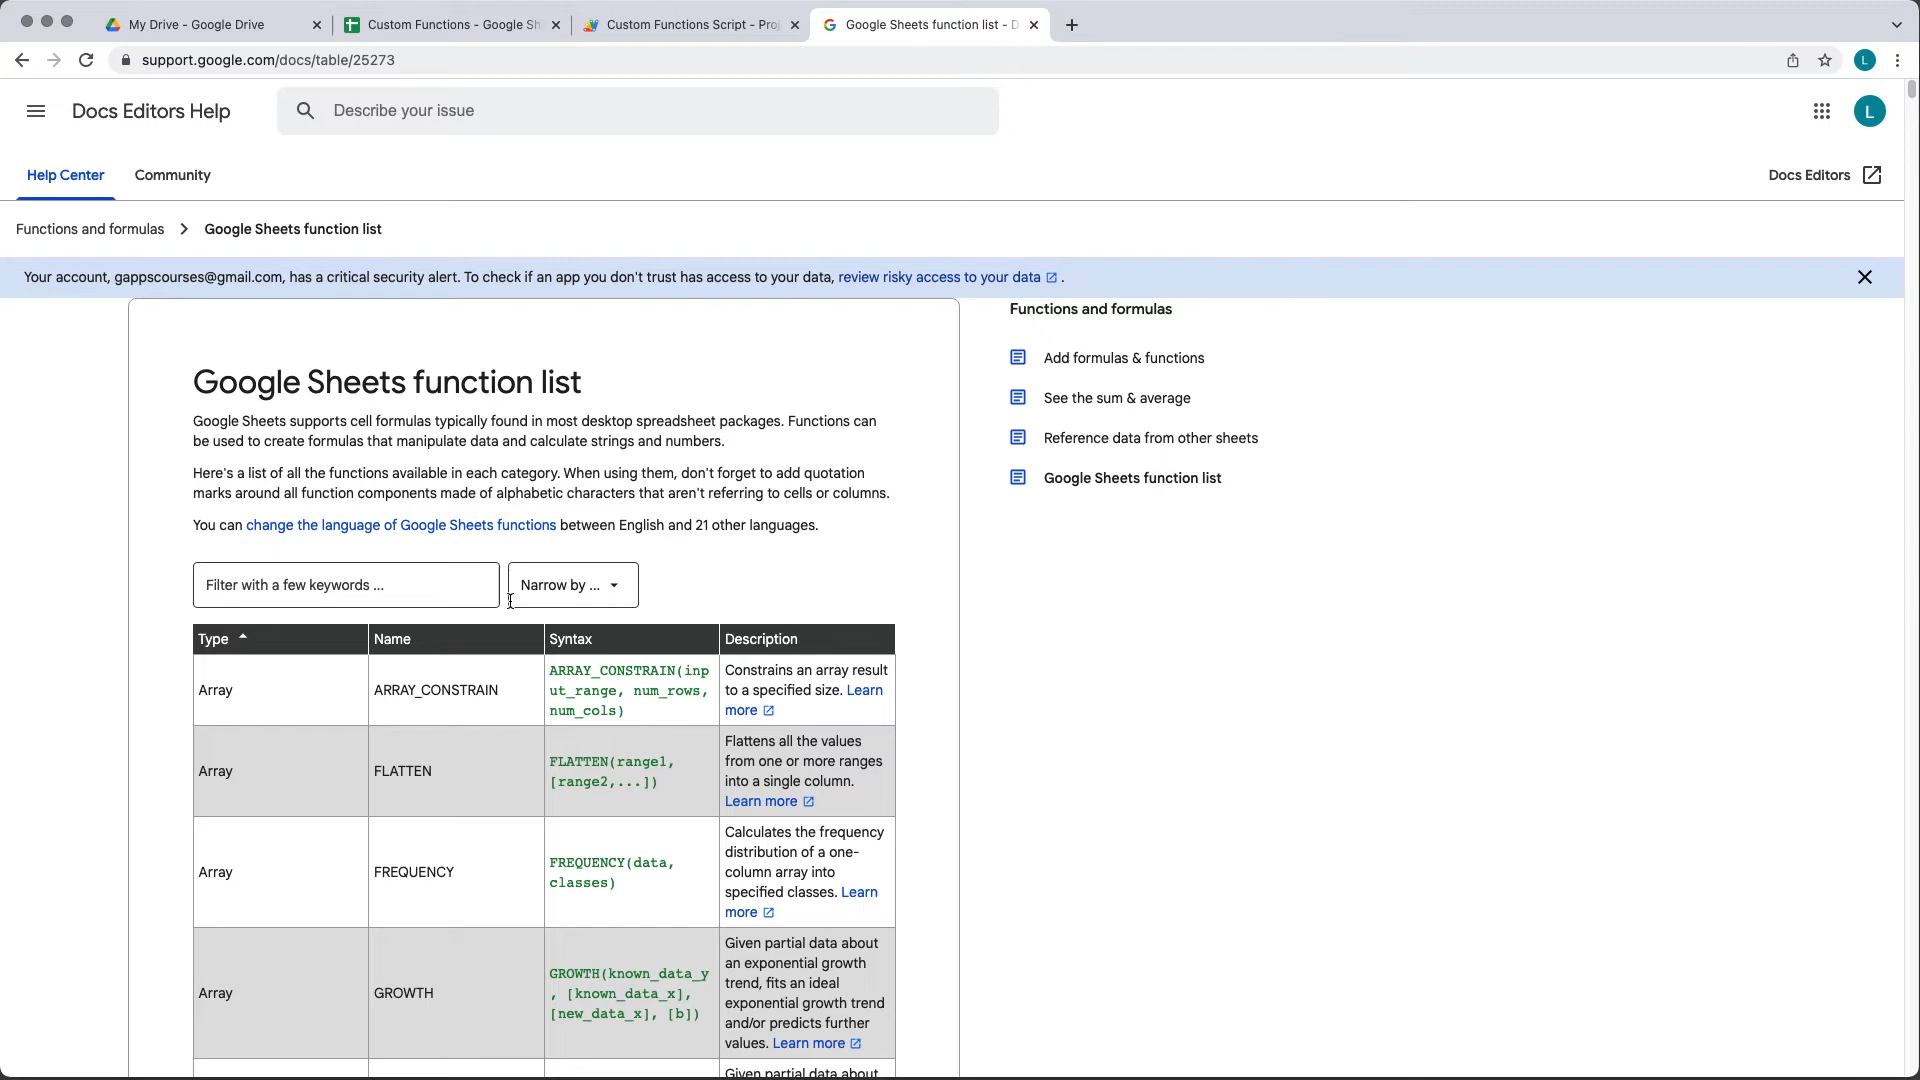 My Drive - Google Drive
Custom Functions - Google Sh
Custom Functions Script - Proj
Google Sheets function list - D
support.google.com/docs/table/25273
L
Docs Editors Help
Describe your issue
L
Help Center
Community
Docs Editors
Functions and formulas
Google Sheets function list
Your account, gappscourses@gmail.com, has a critical security alert. To check if an app you don't trust has access to your data, review risky access to your data .
Functions and formulas
Add formulas & functions
See the sum & average
Reference data from other sheets
Google Sheets function list
Google Sheets function list
Google Sheets supports cell formulas typically found in most desktop spreadsheet packages. Functions can
be used to create formulas that manipulate data and calculate strings and numbers.
Here's a list of all the functions available in each category. When using them, don't forget to add quotation
marks around all function components made of alphabetic characters that aren't referring to cells or columns.
You can change the language of Google Sheets functions between English and 21 other languages.
Filter with a few keywords ...
Narrow by ...
Type
Name
Syntax
Description
Array
ARRAY_CONSTRAIN
ARRAY_CONSTRAIN(inp
ut_range, num_rows,
num_cols)
Constrains an array result
to a specified size. Learn
more
Array
FLATTEN
FLATTEN(range1,
[range2,...])
Flattens all the values
from one or more ranges
into a single column.
Learn more
Array
FREQUENCY
FREQUENCY(data,
classes)
Calculates the frequency
distribution of a one-
column array into
specified classes. Learn
more
Array
GROWTH
GROWTH(known_data_y
, [known_data_x],
[new_data_x], [b])
Given partial data about
an exponential growth
trend, fits an ideal
exponential growth trend
and/or predicts further
values. Learn more
Given partial data about